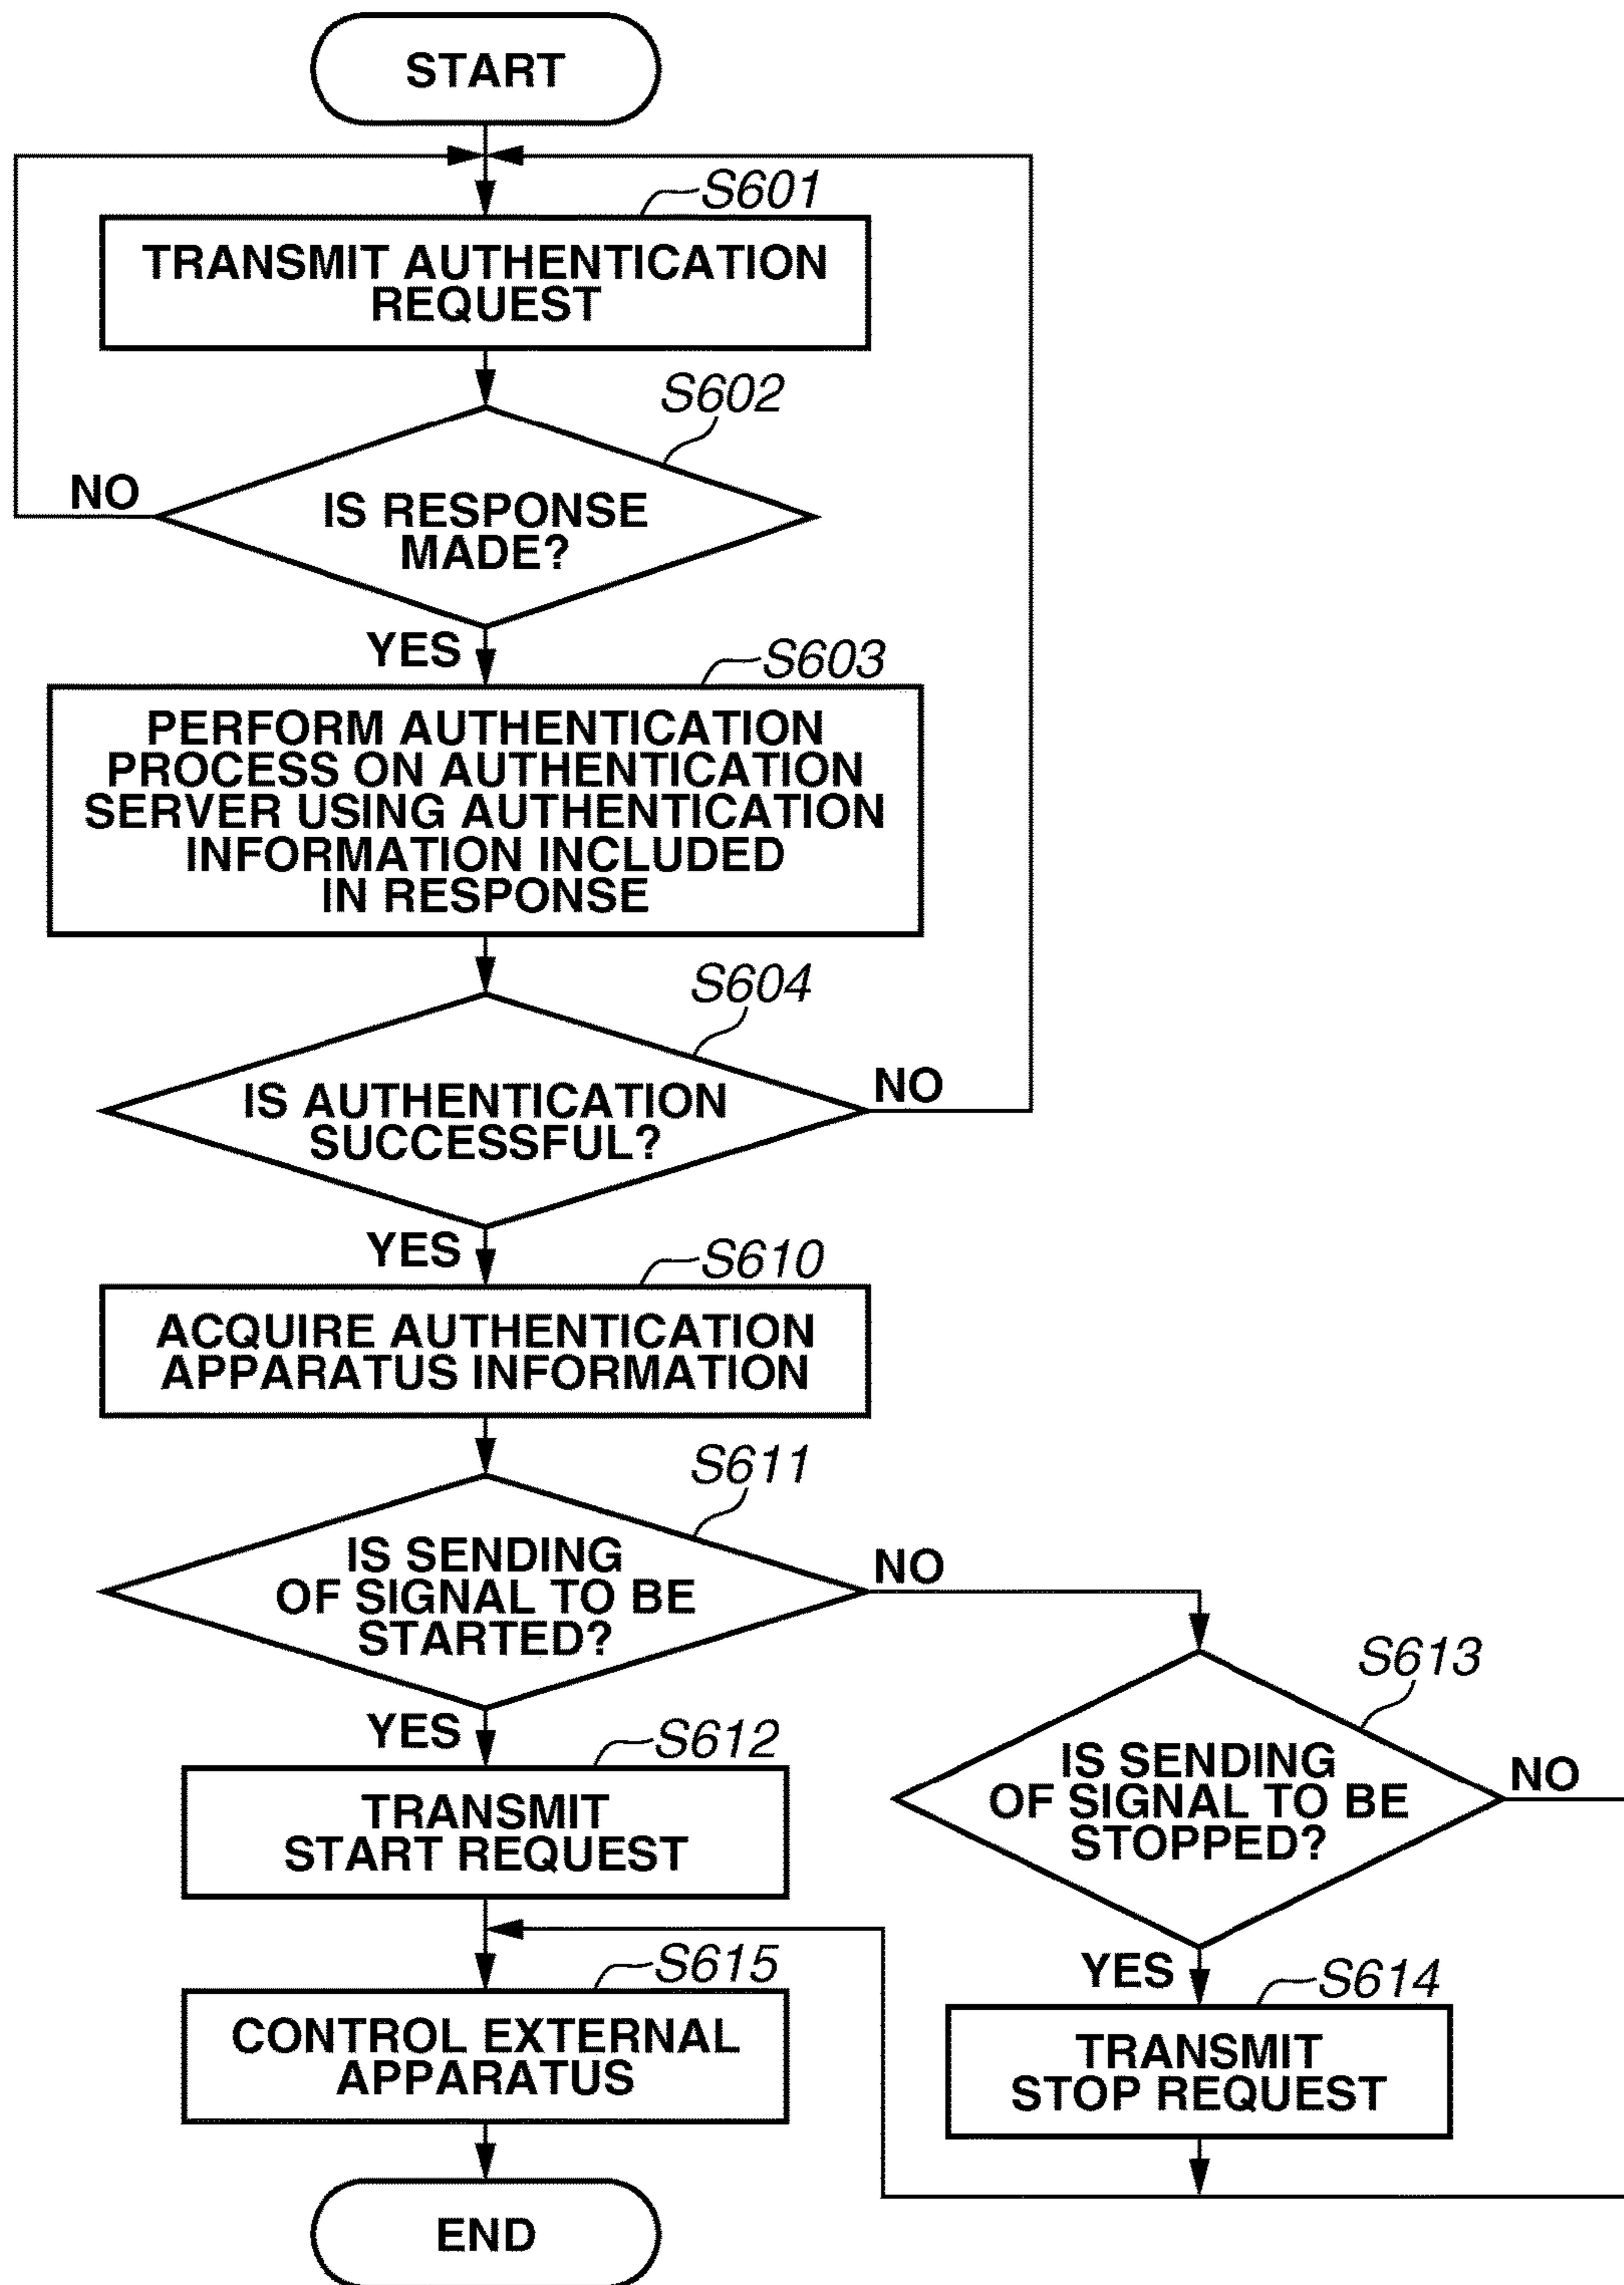 START
S601
TRANSMIT AUTHENTICATION
REQUEST
S602
NO
IS RESPONSE
MADE?
YES
S603
PERFORM AUTHENTICATION
PROCESS ON AUTHENTICATION
SERVER USING AUTHENTICATION
INFORMATION INCLUDED
IN RESPONSE
S604
IS AUTHENTICATION
SUCCESSFUL?
NO
YES
S610
ACQUIRE AUTHENTICATION
APPARATUS INFORMATION
S611
IS SENDING
OF SIGNAL TO BE
STARTED?
NO
YES
S612
TRANSMIT
START REQUEST
S613
IS SENDING
OF SIGNAL TO BE
STOPPED?
NO
YES
S614
TRANSMIT
STOP REQUEST
S615
CONTROL EXTERNAL
APPARATUS
END